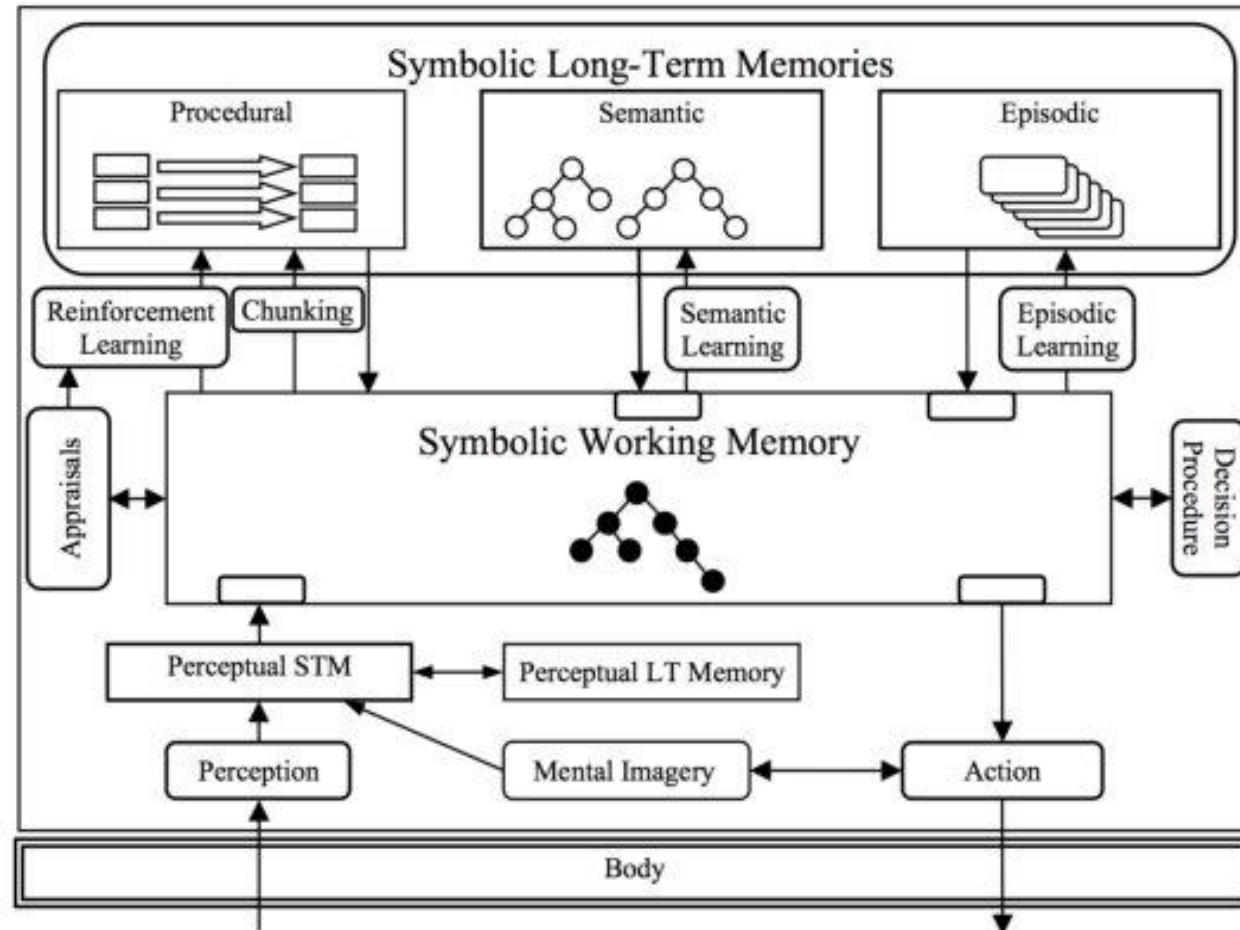 Symbolic Long-Term Memories
Procedural
Semantic
Episodic
Reinforcement
Learning
Chunking
Semantic
Learning
Episodic
Learning
Appraisals
Symbolic Working Memory
Decision
Procedure
Perceptual STM
Perceptual LT Memory
Perception
Mental Imagery
Action
Body